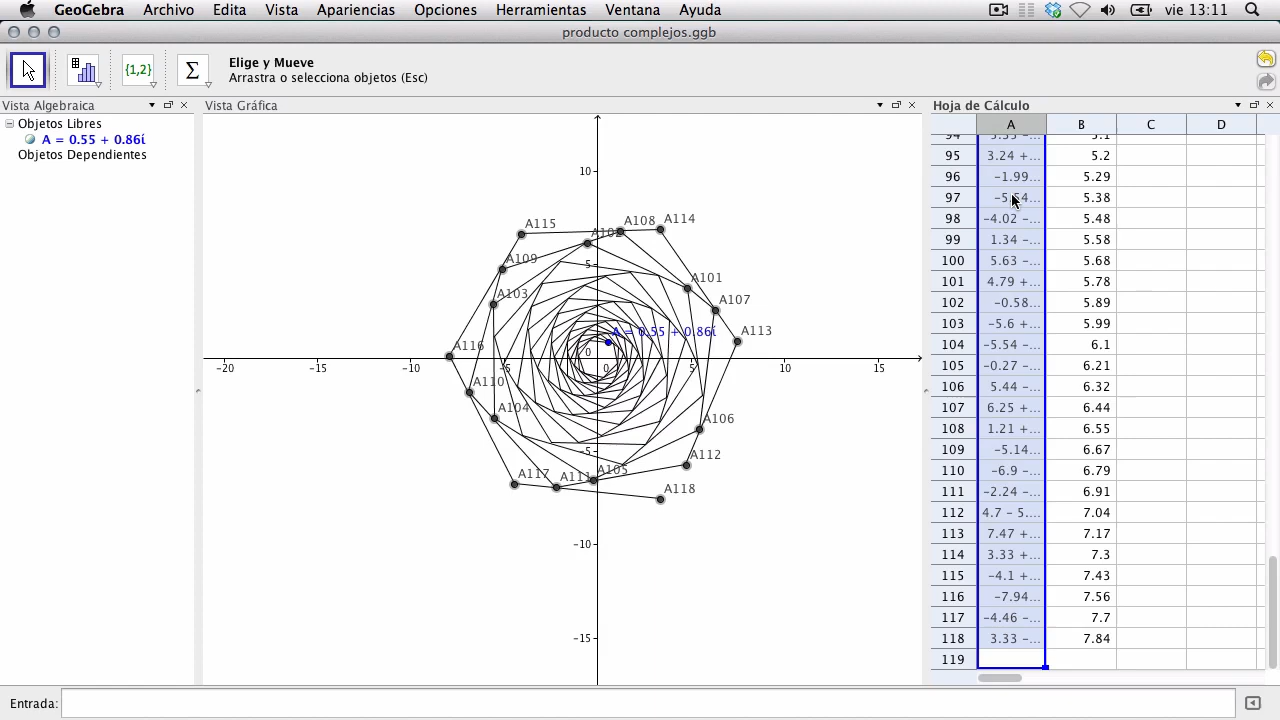 GeoGebra Archivo Edita Vista Apariencias Opciones Herramientas Ventana Ayuda vie 13:11
producto complejos.ggb
{1,2} Σ
Elige y Mueve
Arrastra o selecciona objetos (Esc)
Vista Algebraica
Objetos Libres
A = 0.55 + 0.86i
Objetos Dependientes
Vista Gráfica
10
A115 A108 A114
A102
5
A109
A101
A103
A107
A = 0.55 + 0.86i
A113
A116
0
-20 -15 -10 -5 0 5 10 15
A110
A104
A106
-5
A112
A117 A111 A105
A118
-10
-15
Hoja de Cálculo
A B C D
94 5.35 -... 5.1
95 3.24 +... 5.2
96 -1.99... 5.29
97 5.38
98 -4.02 -... 5.48
99 1.34 -... 5.58
100 5.63 -... 5.68
101 4.79 +... 5.78
102 -0.58... 5.89
103 -5.6 +... 5.99
104 -5.54 -... 6.1
105 -0.27 -... 6.21
106 5.44 -... 6.32
107 6.25 +... 6.44
108 1.21 +... 6.55
109 -5.14... 6.67
110 -6.9 -... 6.79
111 -2.24 -... 6.91
112 4.7 - 5.... 7.04
113 7.47 +... 7.17
114 3.33 +... 7.3
115 -4.1 +... 7.43
116 -7.94... 7.56
117 -4.46 -... 7.7
118 3.33 -... 7.84
119
Entrada: